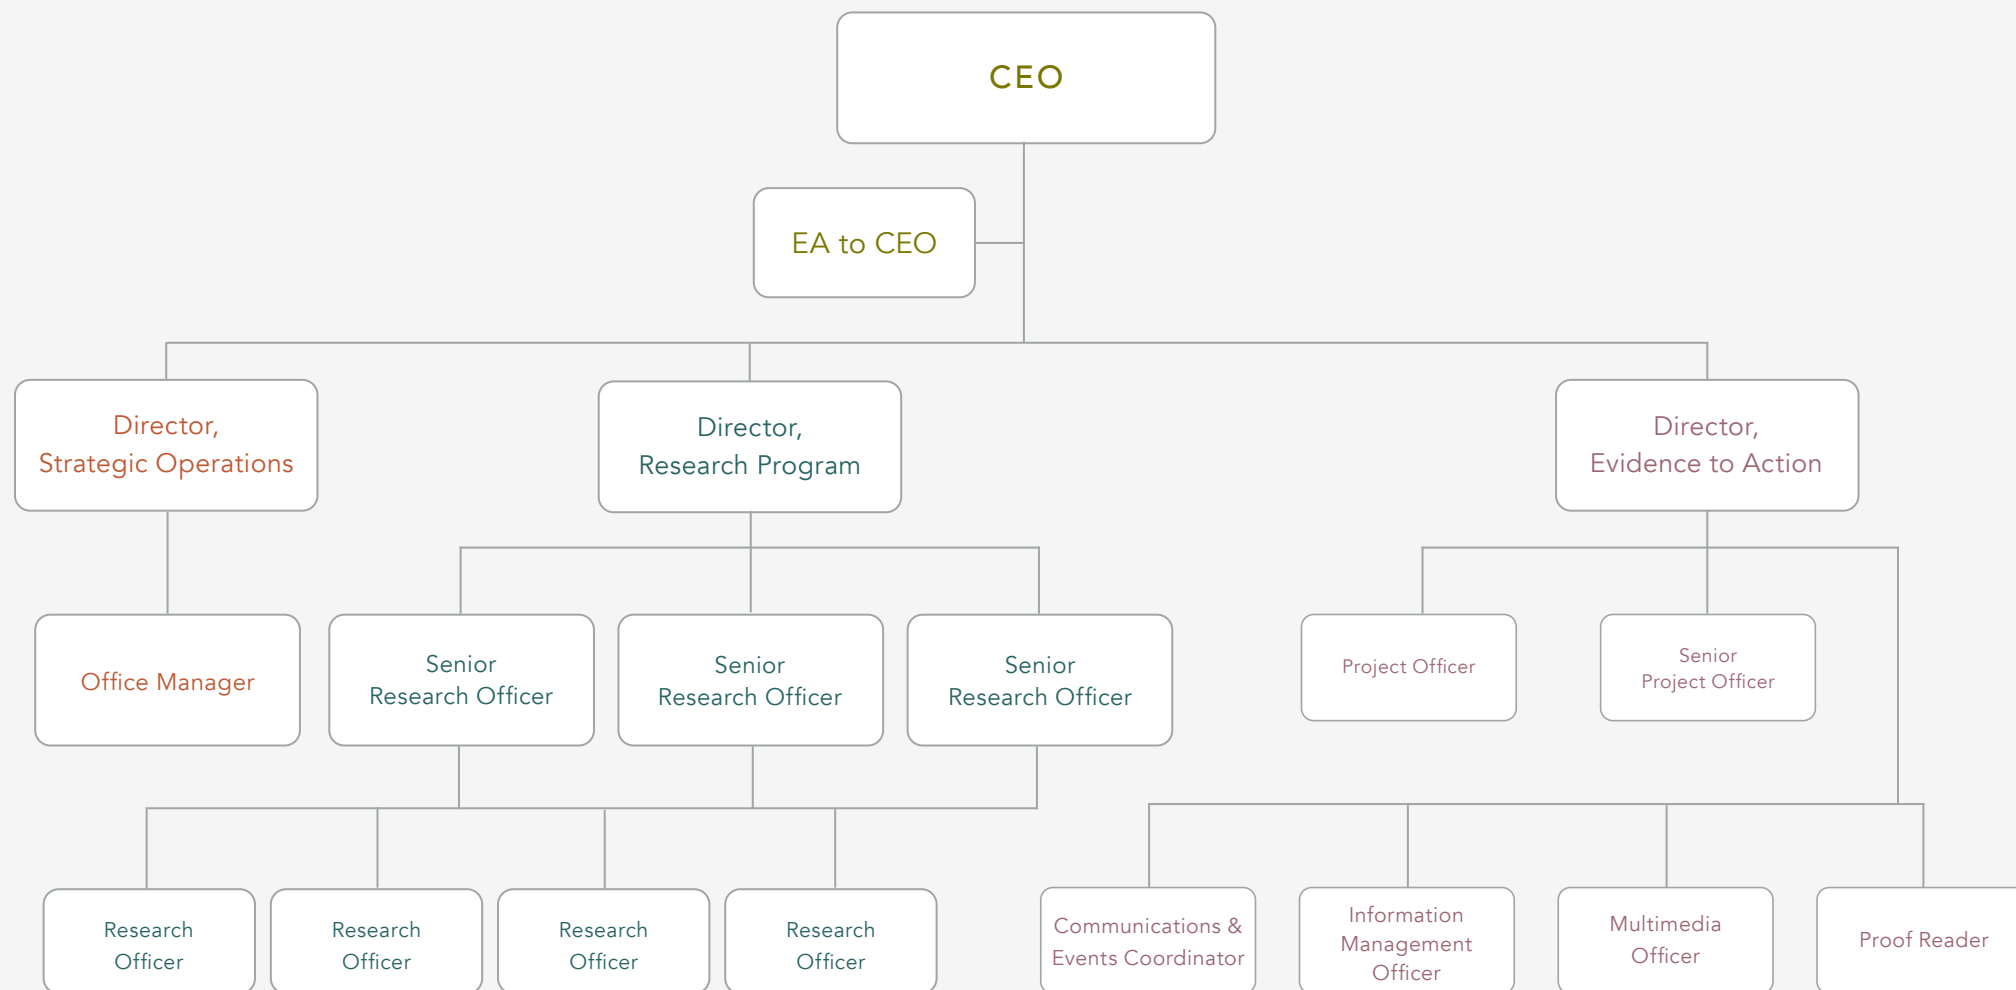 CEO
EA to CEO
Director,
Strategic Operations
Director,
Research Program
Director,
Evidence to Action
Office Manager
Senior
Research Officer
Senior
Research Officer
Senior
Research Officer
Project Officer
Senior
Project Officer
Research
Officer
Research
Officer
Research
Officer
Research
Officer
Communications &
Events Coordinator
Information
Management
Officer
Multimedia
Officer
Proof Reader